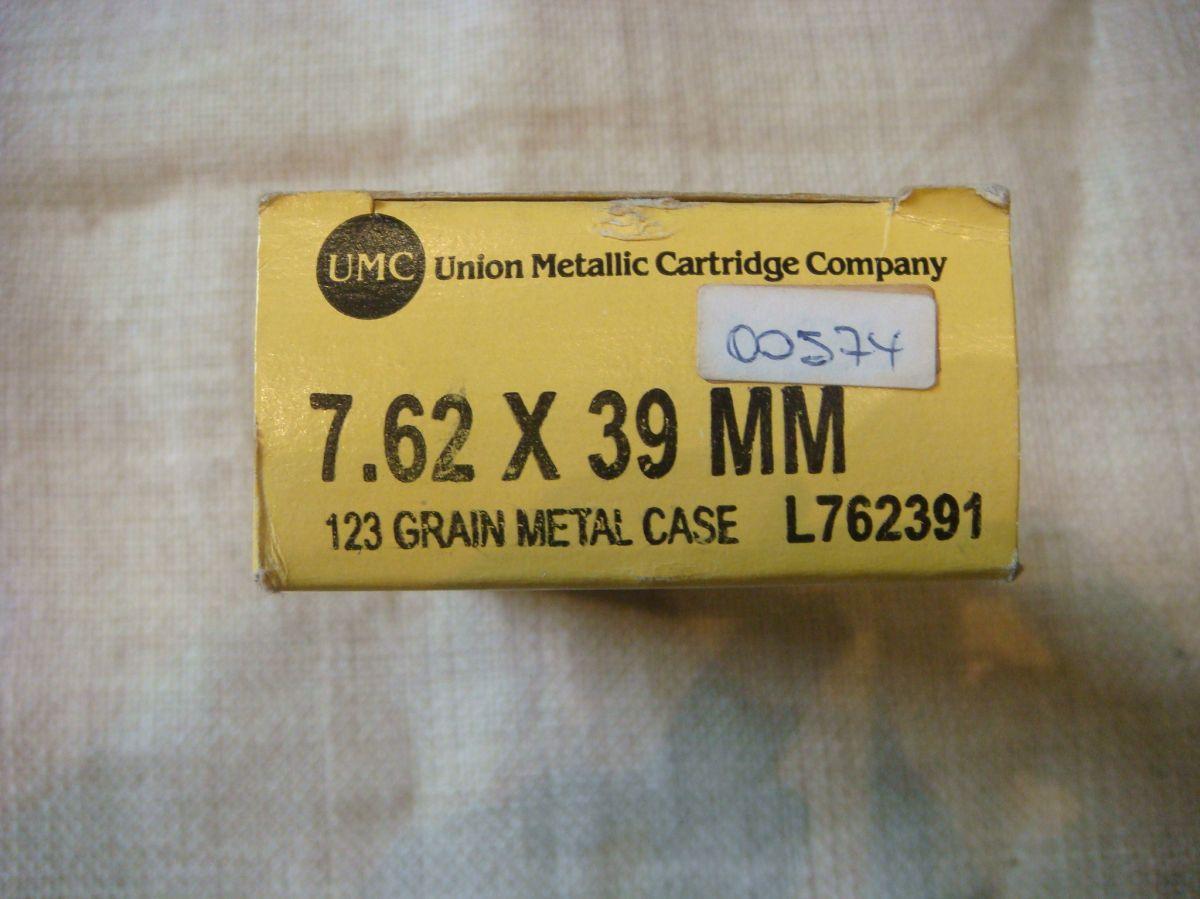 UMC Union Metallic Cartridge Company
00574
7.62 X 39 MM
123 GRAIN METAL CASE L762391